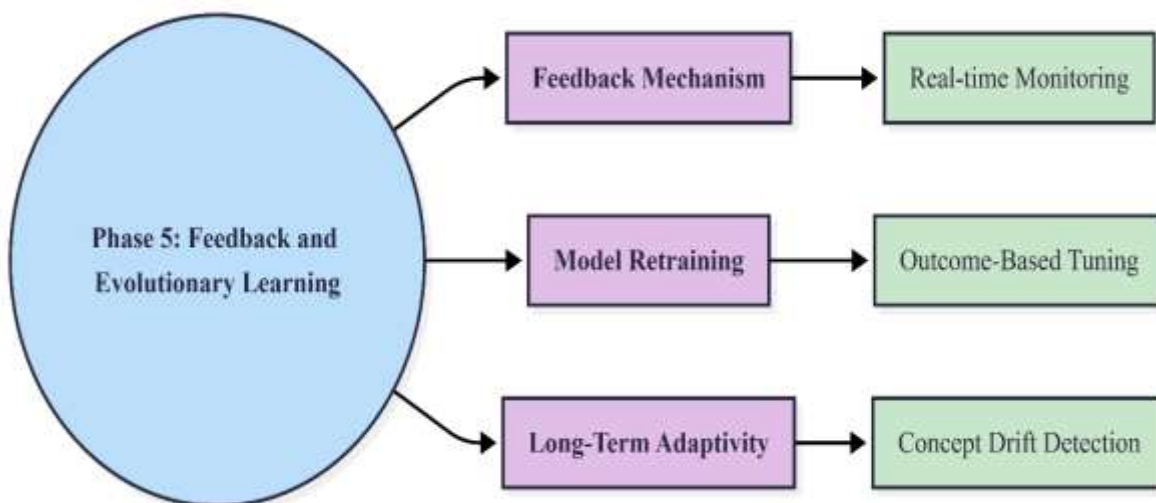 Feedback Mechanism
Real-time Monitoring
Phase 5: Feedback and
Evolutionary Learning
Model Retraining
Outcome-Based Tuning
Long-Term Adaptivity
Concept Drift Detection